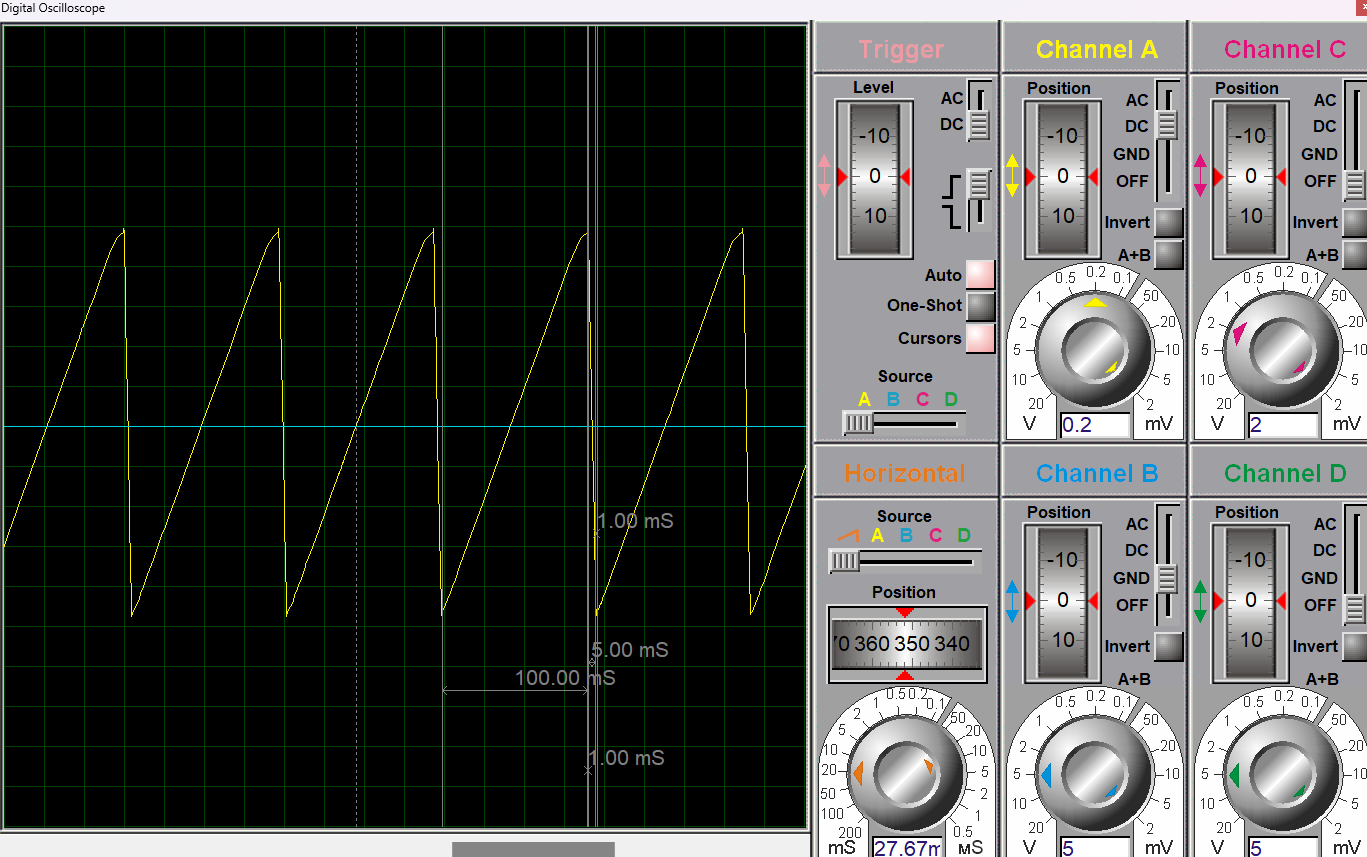 Digital Oscilloscope
1.00 mS
5.00 mS
100.00 mS
1.00 mS
Trigger
Level
-10
0
10
AC
DC
Auto
One-Shot
Cursors
Source
A B C D
Channel A
Position
-10
0
10
AC
DC
GND
OFF
Invert
A+B
20
10
5
2
1
0.5
0.2
0.1
50
20
10
5
2
V
0.2
mV
Channel C
Position
-10
0
10
AC
DC
GND
OFF
Invert
A+B
20
10
5
2
1
0.5
0.2
0.1
50
20
10
5
2
V
2
mV
Horizontal
Source
A B C D
Position
70 360 350 340
200
100
50
20
10
5
2
1
0.5
0.2
0.1
50
20
10
5
2
1
0.5
mS
27.67m
мS
Channel B
Position
-10
0
10
AC
DC
GND
OFF
Invert
A+B
20
10
5
2
1
0.5
0.2
0.1
50
20
10
5
2
V
5
mV
Channel D
Position
-10
0
10
AC
DC
GND
OFF
Invert
A+B
20
10
5
2
1
0.5
0.2
0.1
50
20
10
5
2
V
5
mV